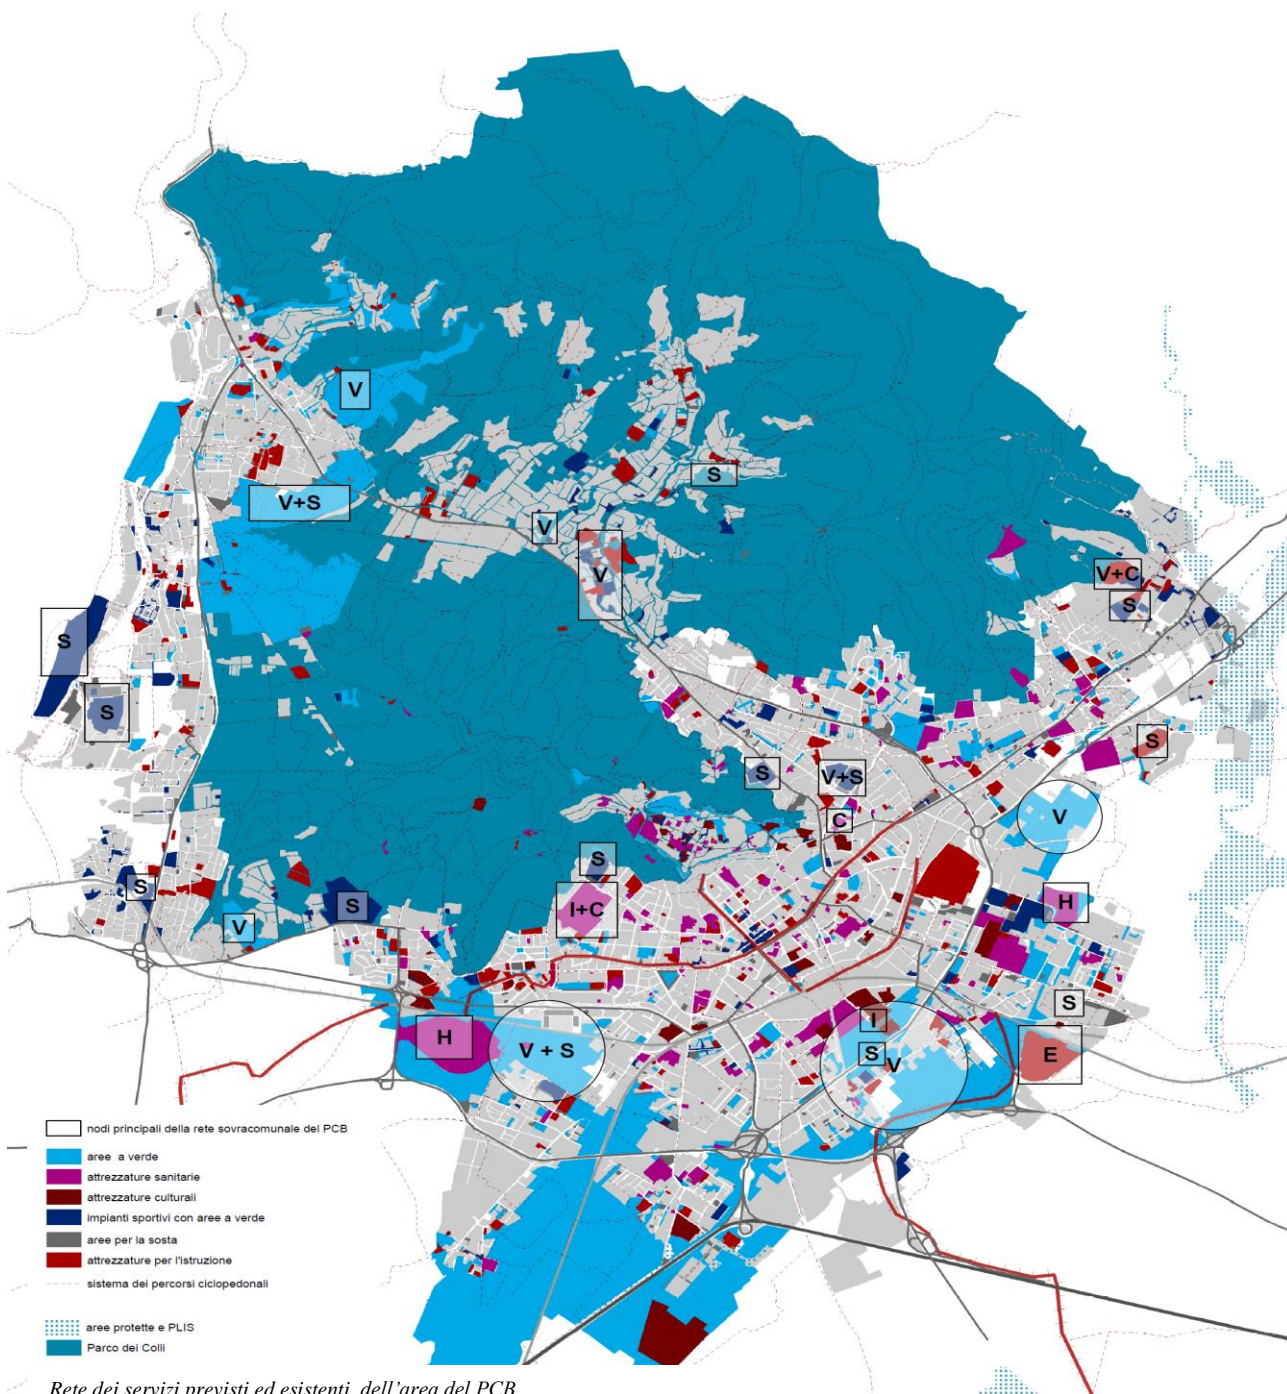 V
V+S
S
V
V
V+C
S
S
S
S
S
V+S
V
C
S
S
I+C
S
H
V
S
I
H
V + S
S
V
E
nodi principali della rete sovracomunale del PCB
aree a verde
attrezzature sanitarie
attrezzature culturali
impianti sportivi con aree a verde
aree per la sosta
attrezzature per l'istruzione
sistema dei percorsi ciclopedonali
aree protette e PLIS
Parco dei Colli
Rete dei servizi previsti ed esistenti dell'area del PCB